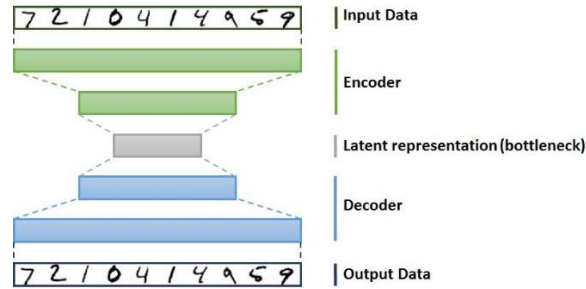 7 2 1 0 4 1 4 9 5 9
Input Data
Encoder
Latent representation (bottleneck)
Decoder
7 2 1 0 4 1 4 9 5 9
Output Data